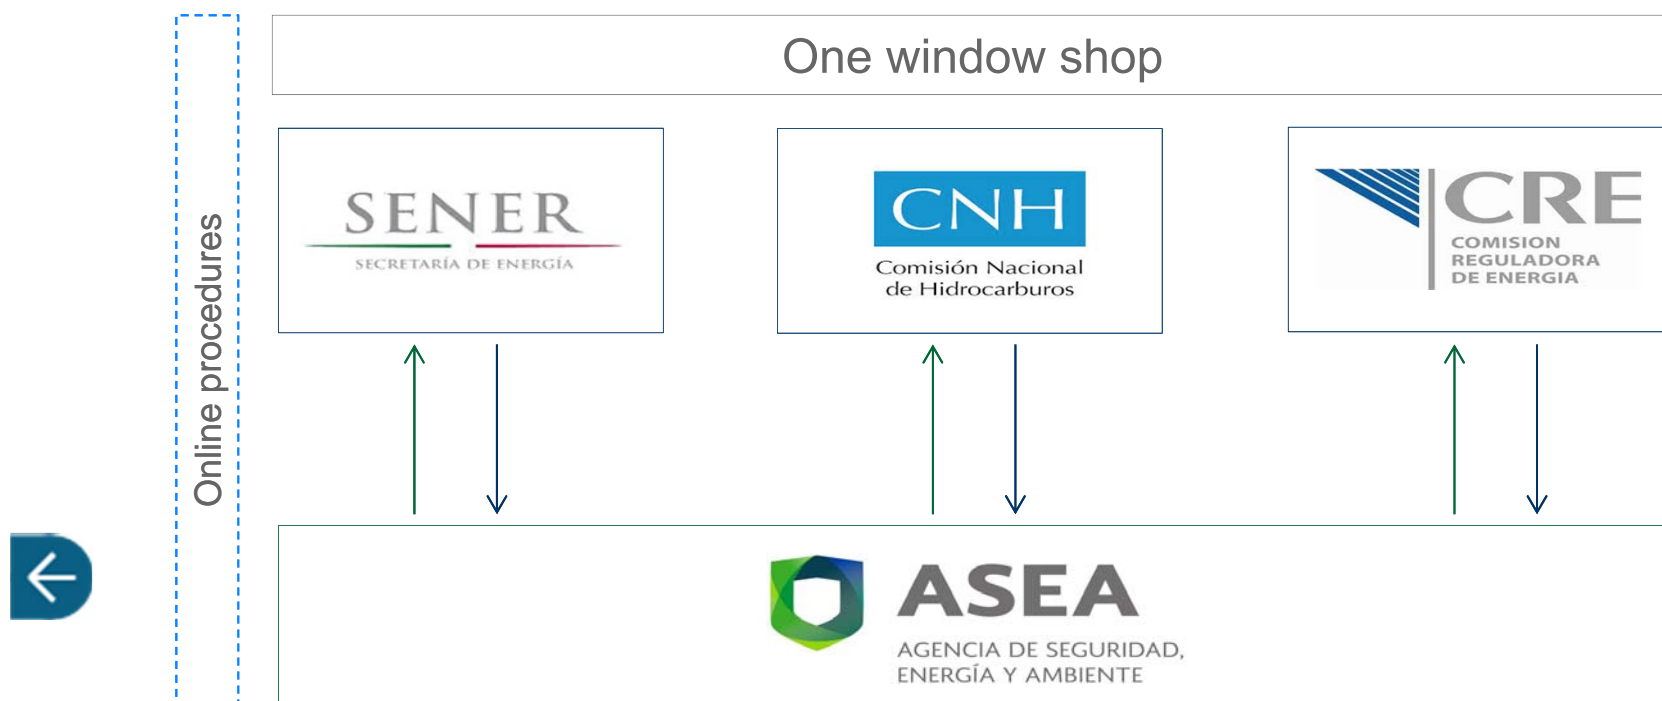 One window shop
Online procedures
SENER
SECRETARÍA DE ENERGÍA
CNH
Comisión Nacional
de Hidrocarburos
CRE
COMISION
REGULADORA
DE ENERGIA
ASEA
AGENCIA DE SEGURIDAD,
ENERGÍA Y AMBIENTE